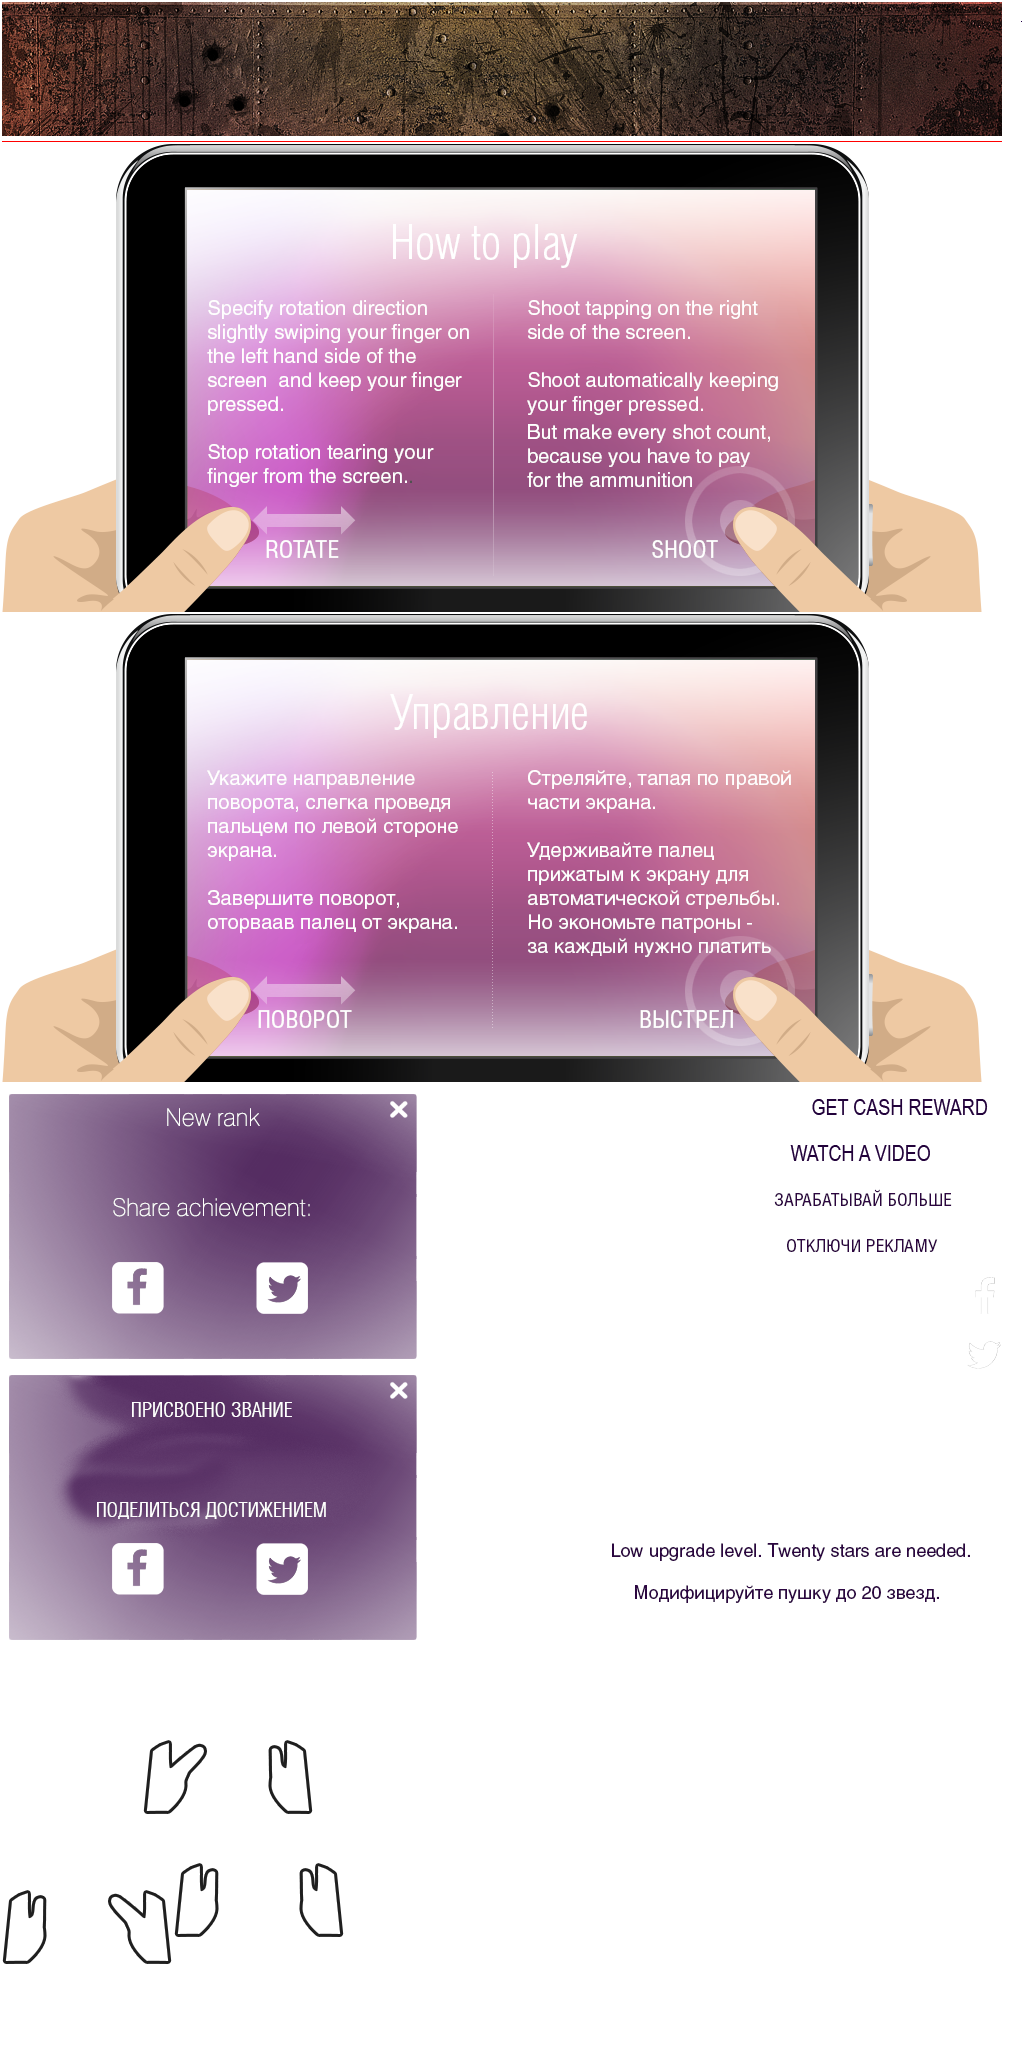 How to play
Specify rotation direction
slightly swiping your finger on
the left hand side of the
screen  and keep your finger
pressed.
Stop rotation tearing your
finger from the screen.
ROTATE
Shoot tapping on the right
side of the screen.
Shoot automatically keeping
your finger pressed.
But make every shot count,
because you have to pay
for the ammunition
SHOOT
Управление
Укажите направление
поворота, слегка проведя
пальцем по левой стороне
экрана.
Завершите поворот,
оторваав палец от экрана.
ПОВОРОТ
Стреляйте, тапая по правой
части экрана.
Удерживайте палец
прижатым к экрану для
автоматической стрельбы.
Но экономьте патроны -
за каждый нужно платить
ВЫСТРЕЛ
New rank
Share achievement:
GET CASH REWARD
WATCH A VIDEO
ЗАРАБАТЫВАЙ БОЛЬШЕ
ОТКЛЮЧИ РЕКЛАМУ
ПРИСВОЕНО ЗВАНИЕ
ПОДЕЛИТЬСЯ ДОСТИЖЕНИЕМ
Low upgrade level. Twenty stars are needed.
Модифицируйте пушку до 20 звезд.